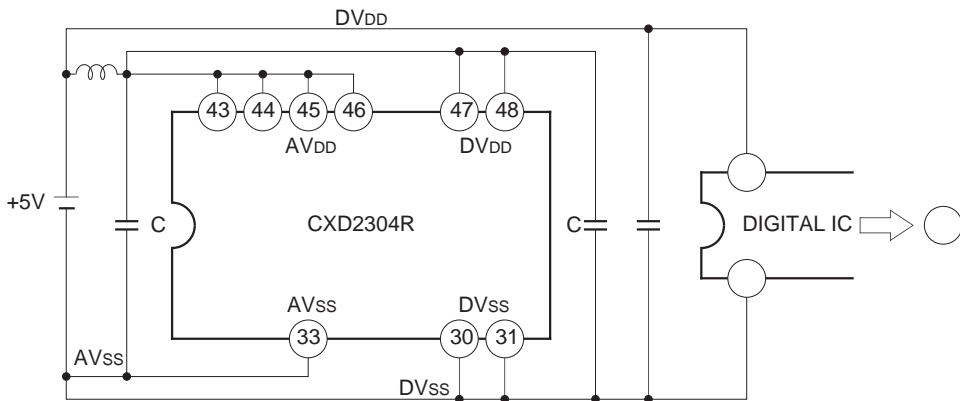 DVDD
43 44 45 46 47 48
AVDD DVDD
+5V C CXD2304R C DIGITAL IC
AVSS DVSS
33 30 31
AVSS
DVSS